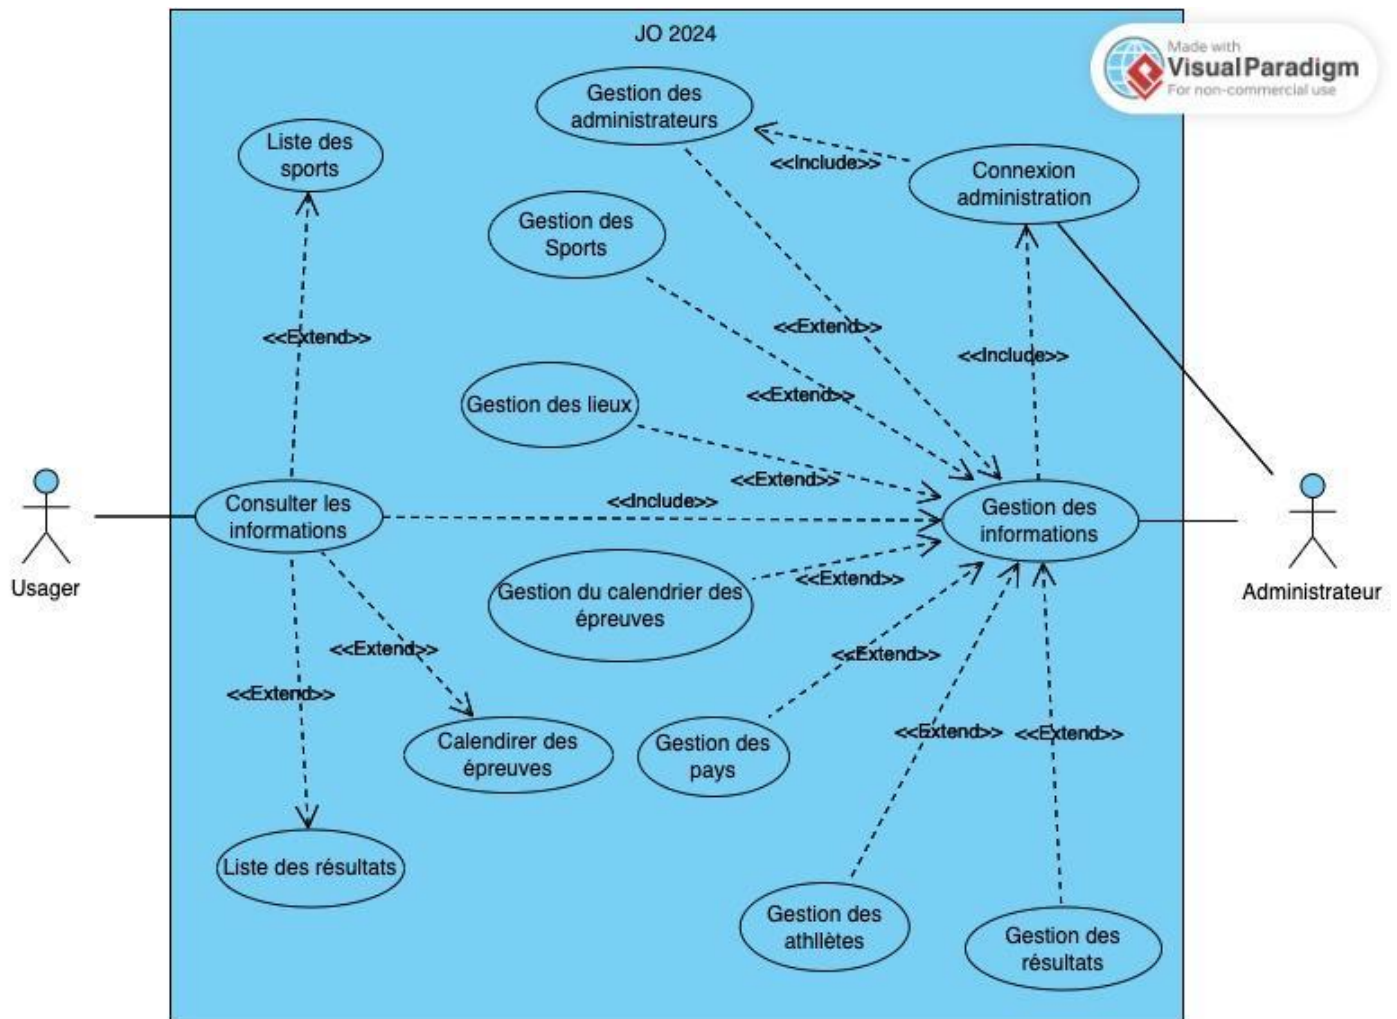 JO 2024
Made with
Visual Paradigm
For non-commercial use
Gestion des
administrateurs
Liste des
sports
<<Include>>
Connexion
administration
Gestion des
Sports
<<Extend>>
<<Extend>>
<<Include>>
<<Extend>>
Gestion des lieux
<<Extend>>
Consulter les
informations
<<Include>>
Gestion des
informations
Usager
Administrateur
Gestion du calendrier des
épreuves
<<Extend>>
<<Extend>>
<<Extend>>
<<Extend>>
Calendirer des
épreuves
Gestion des
pays
<<Extend>>
<<Extend>>
Liste des résultats
Gestion des
athllètes
Gestion des
résultats